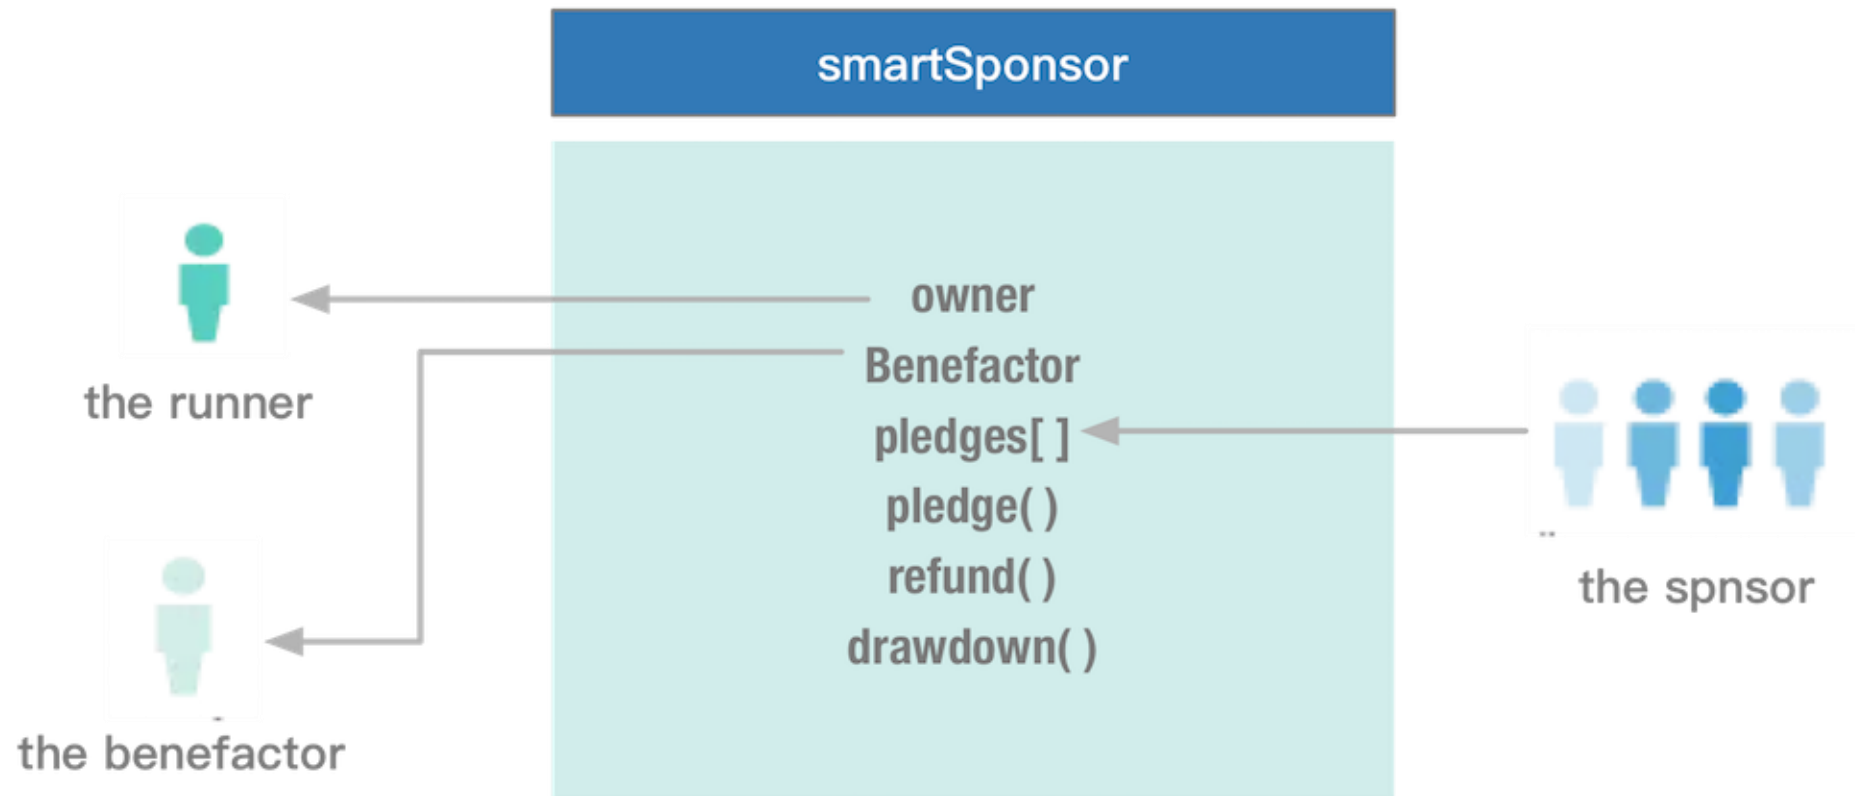 smartSponsor
owner
Benefactor
pledges[ ]
pledge( )
refund( )
drawdown( )
the runner
the benefactor
the spnsor